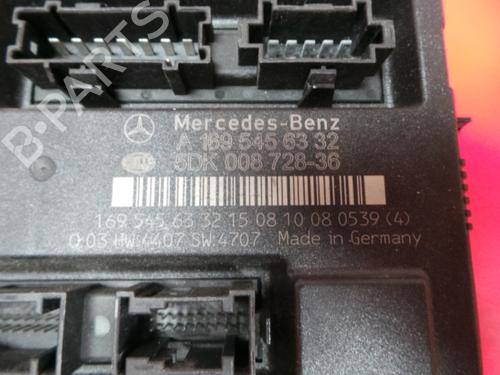 Mercedes-Benz
A 169 545 63 32
5DK 008 728-36
169 545 63 32 15 08 10 08 0539 (4)
Q.03 HW.4407 SW.4707 Made in Germany
B-PARTS